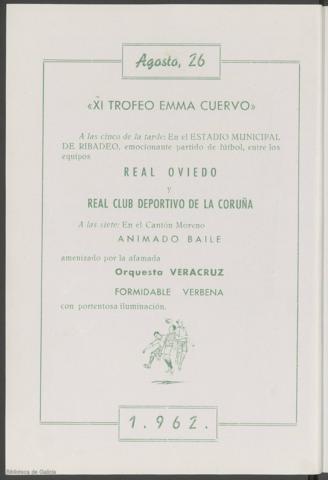 Agosto, 26
«XI TROFEO EMMA CUERVO»
A las cinco de la tarde: En el ESTADIO MUNICIPAL
DE RIBADEO, emocionante partido de fútbol, entre los
equipos
REAL OVIEDO
y
REAL CLUB DEPORTIVO DE LA CORUÑA
A las siete: En el Cantón Moreno
ANIMADO BAILE
amenizado por la afamada
Orquesta VERACRUZ
FORMIDABLE VERBENA
con portentosa iluminación.
1.962.
Biblioteca de Galicia